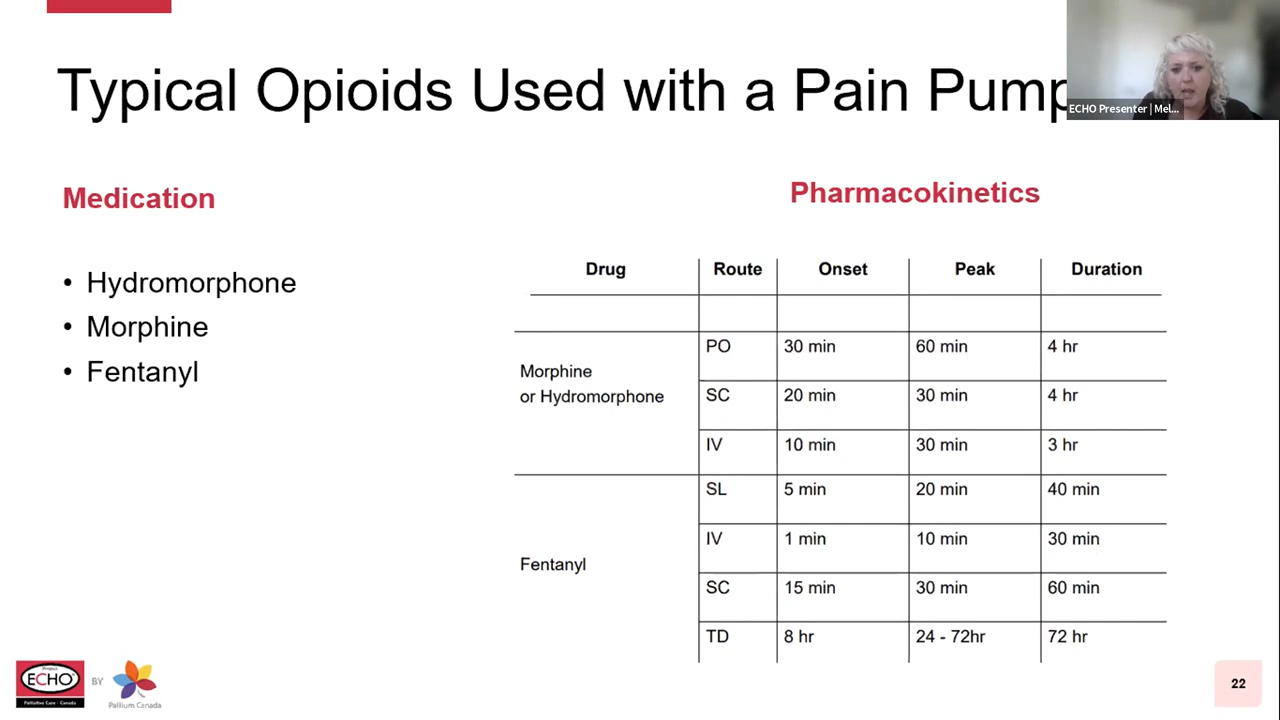 Typical Opioids Used with a Pain Pump
ECHO Presenter | Mel...
Medication
• Hydromorphone
• Morphine
• Fentanyl
Pharmacokinetics
Drug Route Onset Peak Duration
Morphine
or Hydromorphone
PO 30 min 60 min 4 hr
SC 20 min 30 min 4 hr
IV 10 min 30 min 3 hr
Fentanyl
SL 5 min 20 min 40 min
IV 1 min 10 min 30 min
SC 15 min 30 min 60 min
TD 8 hr 24 - 72hr 72 hr
Project
ECHO
Palliative Care - Canada
BY
Pallium Canada
22